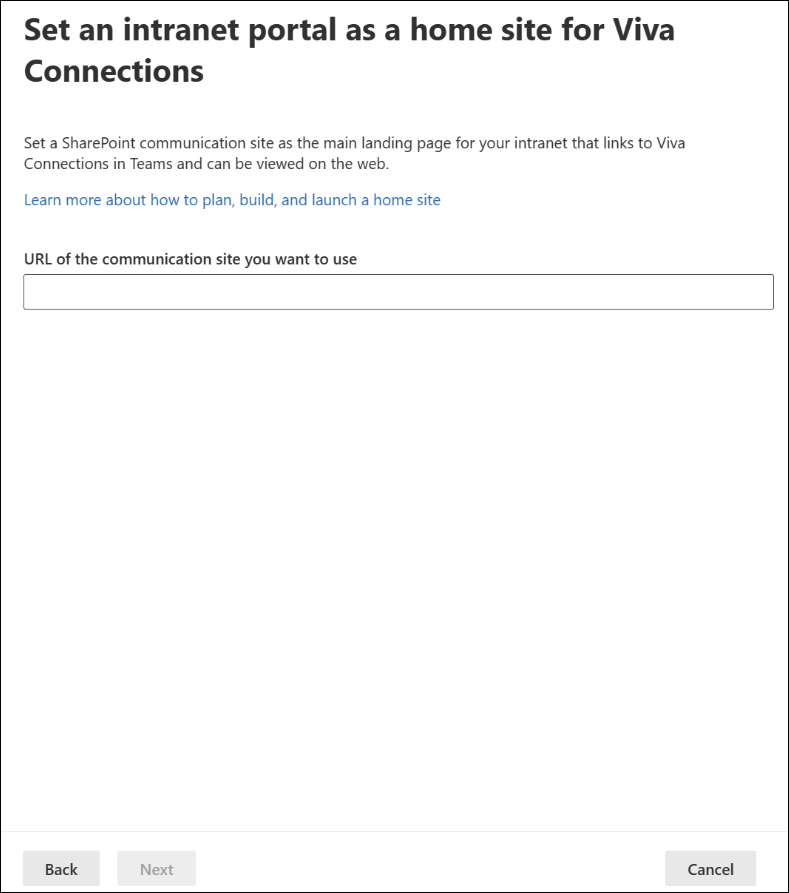 Set an intranet portal as a home site for Viva
Connections
Set a SharePoint communication site as the main landing page for your intranet that links to Viva
Connections in Teams and can be viewed on the web.
Learn more about how to plan, build, and launch a home site
URL of the communication site you want to use
Back
Next
Cancel